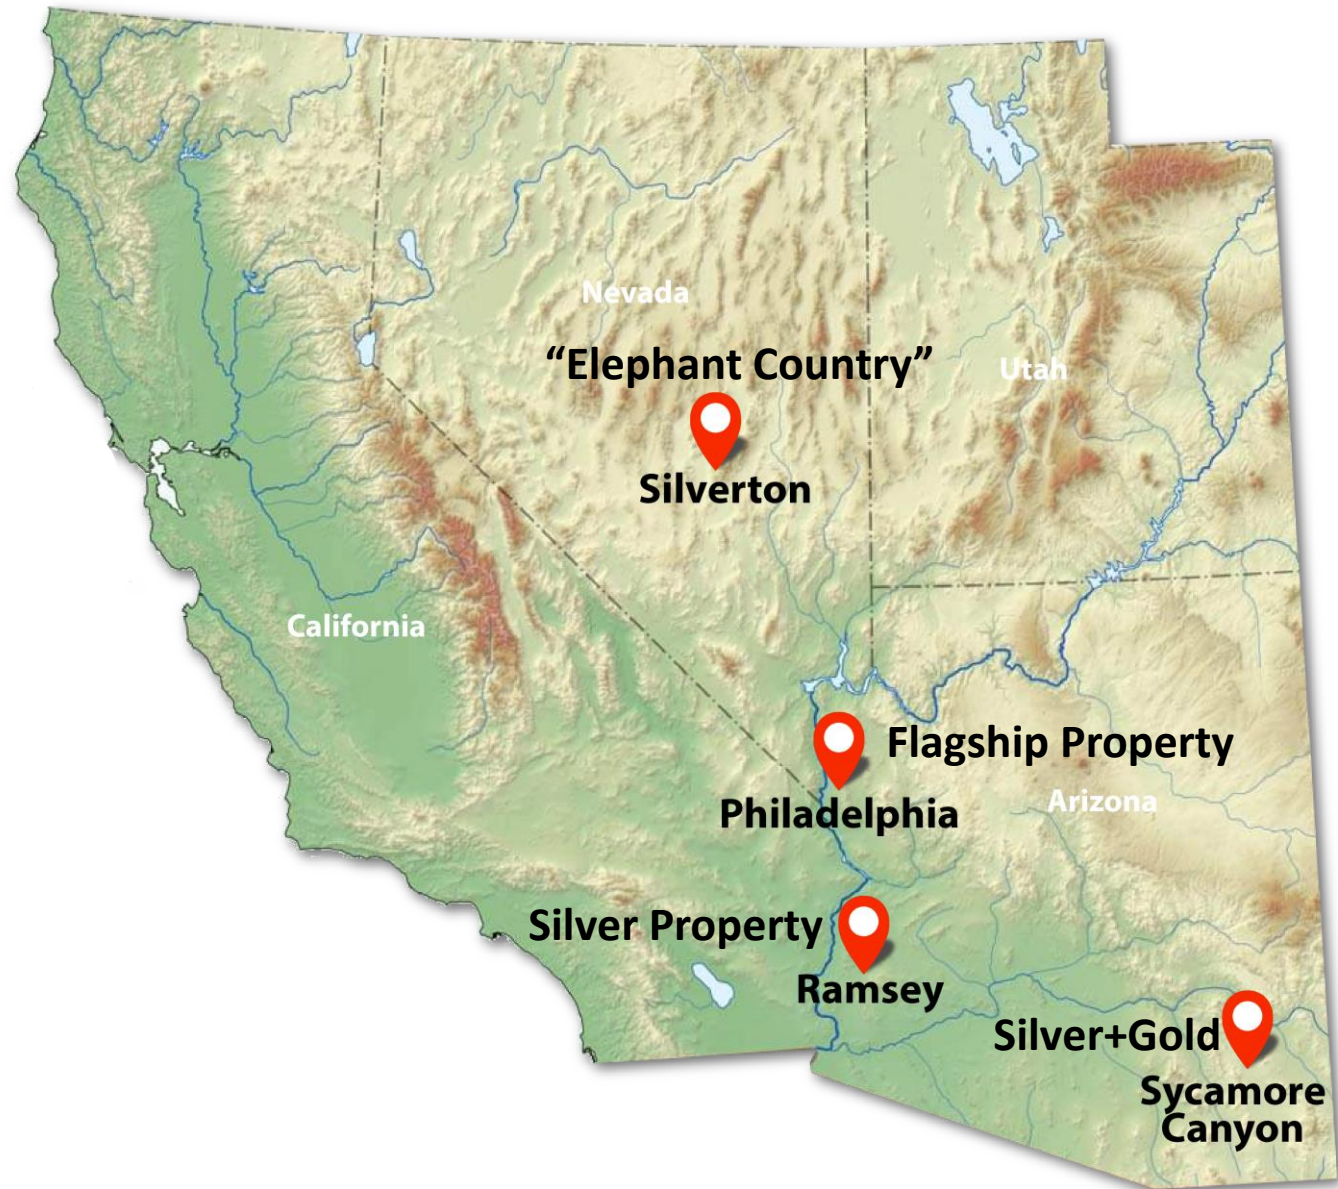 Nevada
“Elephant Country”
Utah
Silverton
California
Flagship Property
Arizona
Philadelphia
Silver Property
Ramsey
Silver+Gold
Sycamore
Canyon